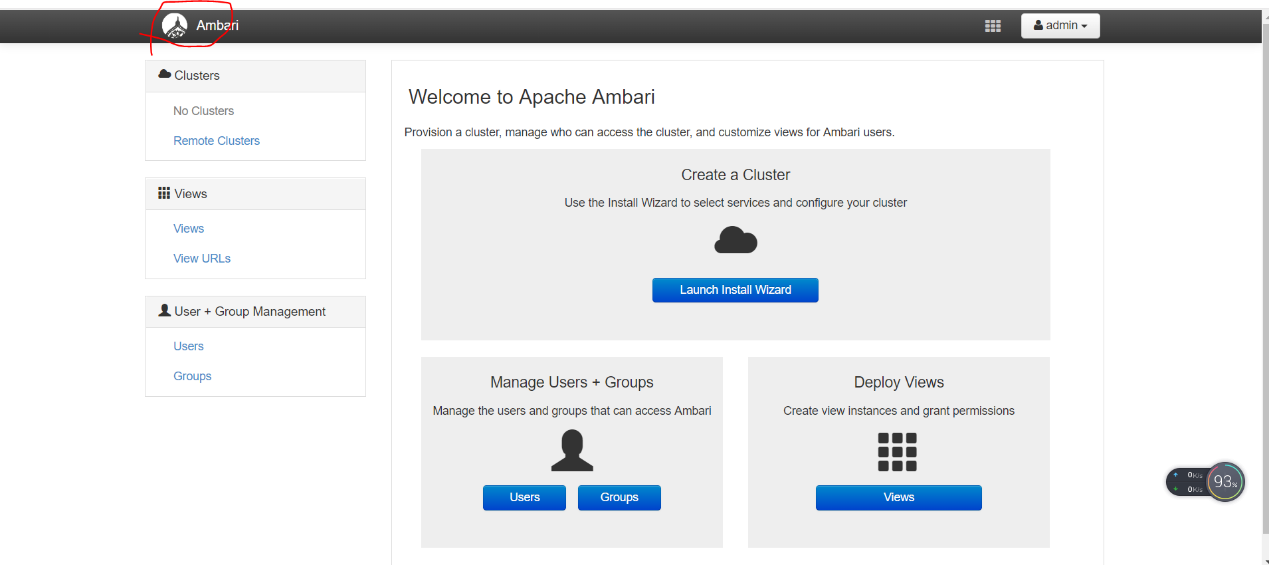 Ambari
admin
Clusters
No Clusters
Remote Clusters
Views
Views
View URLs
User + Group Management
Users
Groups
Welcome to Apache Ambari
Provision a cluster, manage who can access the cluster, and customize views for Ambari users.
Create a Cluster
Use the Install Wizard to select services and configure your cluster
Launch Install Wizard
Manage Users + Groups
Manage the users and groups that can access Ambari
Users Groups
Deploy Views
Create view instances and grant permissions
Views
0K/s
0K/s
93%